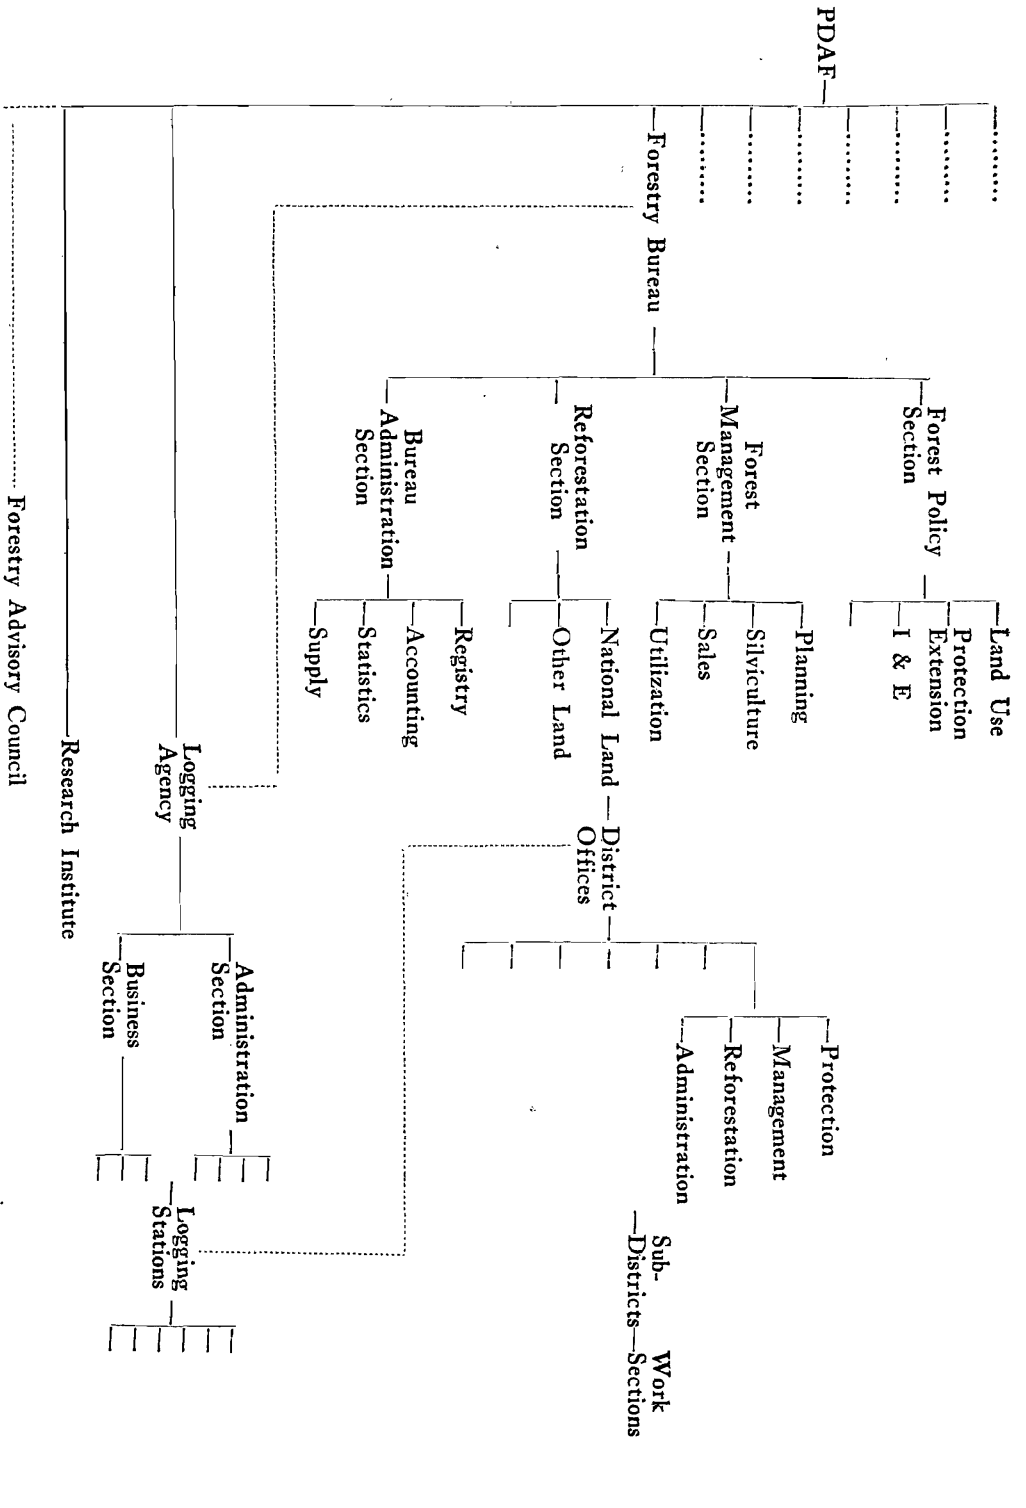 PDAF
Forestry Bureau
Forest Policy
Section
Land Use
Protection
Extension
I & E
Forest
Management
Section
Planning
Silviculture
Sales
Utilization
Reforestation
Section
National Land
Other Land
District
Offices
Protection
Management
Reforestation
Administration
Sub-
Districts
Work
Sections
Bureau
Administration
Section
Registry
Accounting
Statistics
Supply
Logging
Agency
Administration
Section
Business
Section
Logging
Stations
Research Institute
Forestry Advisory Council